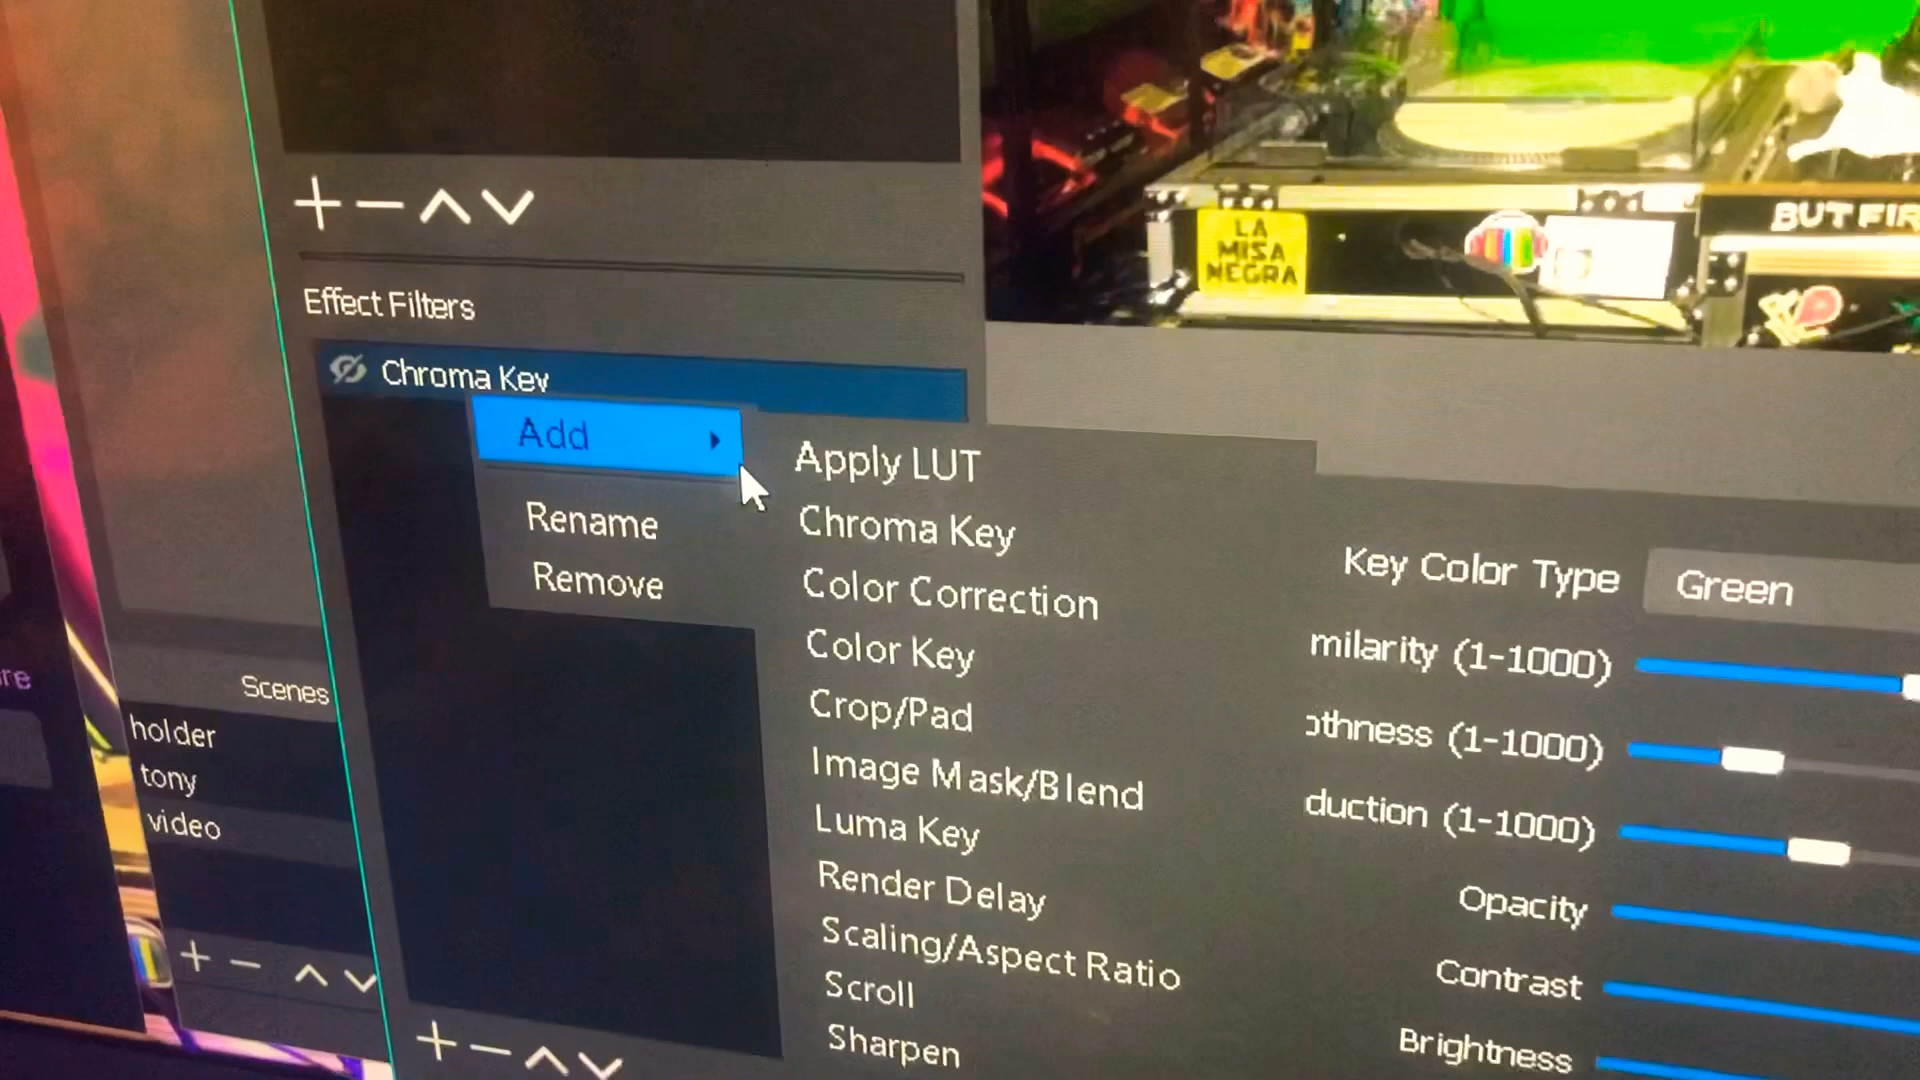 LA
MISA
NEGRA
BUT FIR
Effect Filters
Chroma Key
Add
Rename
Remove
Apply LUT
Chroma Key
Color Correction
Color Key
Crop/Pad
Image Mask/Blend
Luma Key
Render Delay
Scaling/Aspect Ratio
Scroll
Sharpen
Key Color Type Green
milarity (1-1000)
othness (1-1000)
duction (1-1000)
Opacity
Contrast
Brightness
re
Scenes
holder
tony
video